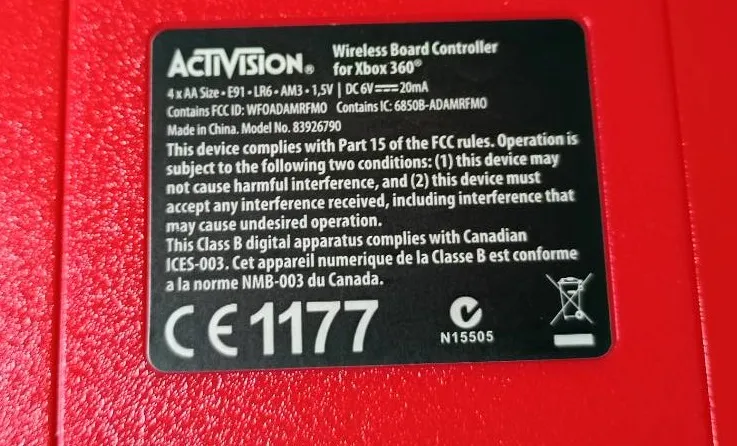 ACTIVISION®
Wireless Board Controller
for Xbox 360®
4 x AA Size • E91 • LR6 • AM3 • 1,5V | DC 6V⎓20mA
Contains FCC ID: WFOADAMRFMO Contains IC: 6850B-ADAMRFMO
Made in China. Model No. 83926790
This device complies with Part 15 of the FCC rules. Operation is
subject to the following two conditions: (1) this device may
not cause harmful interference, and (2) this device must
accept any interference received, including interference that
may cause undesired operation.
This Class B digital apparatus complies with Canadian
ICES-003. Cet appareil numerique de la Classe B est conforme
a la norme NMB-003 du Canada.
CE1177
N15505